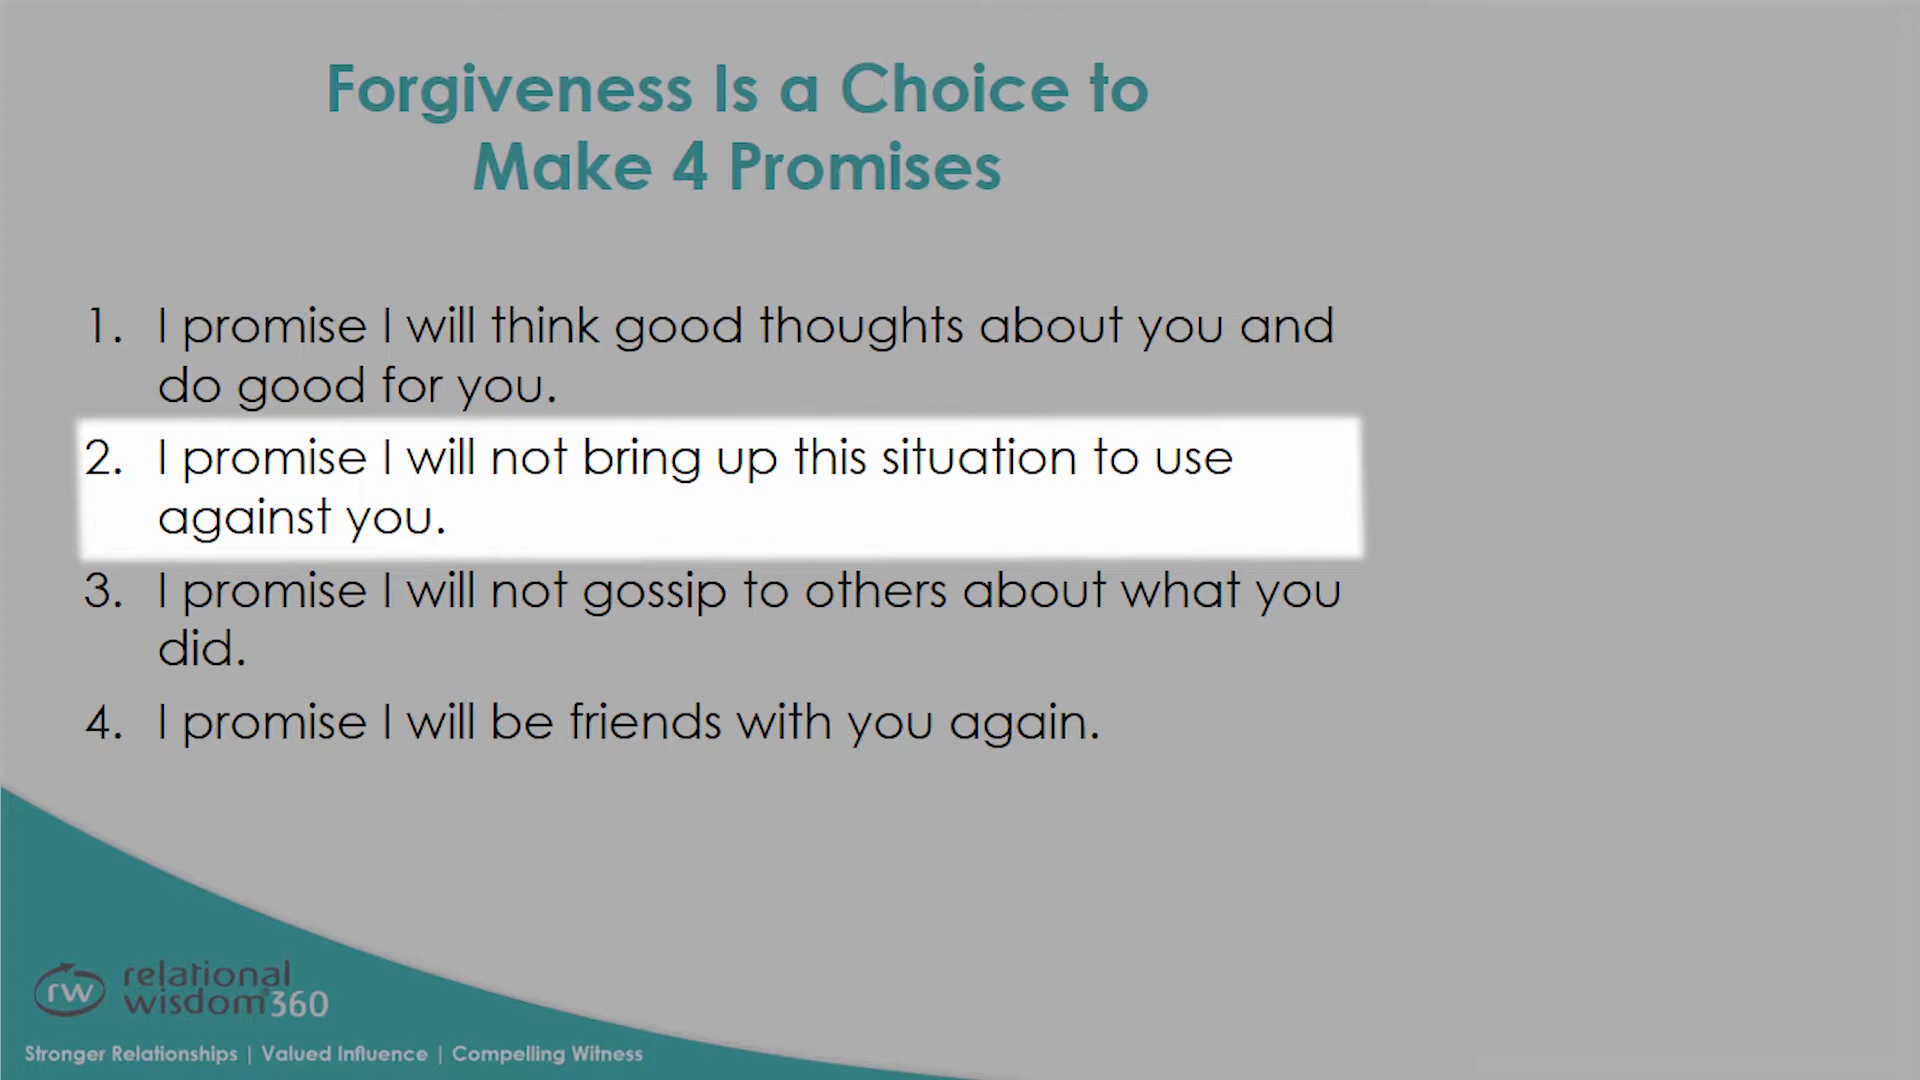 Forgiveness Is a Choice to
Make 4 Promises
1. I promise I will think good thoughts about you and
do good for you.
2. I promise I will not bring up this situation to use
against you.
3. I promise I will not gossip to others about what you
did.
4. I promise I will be friends with you again.
rw relational
wisdom®360
Stronger Relationships | Valued Influence | Compelling Witness